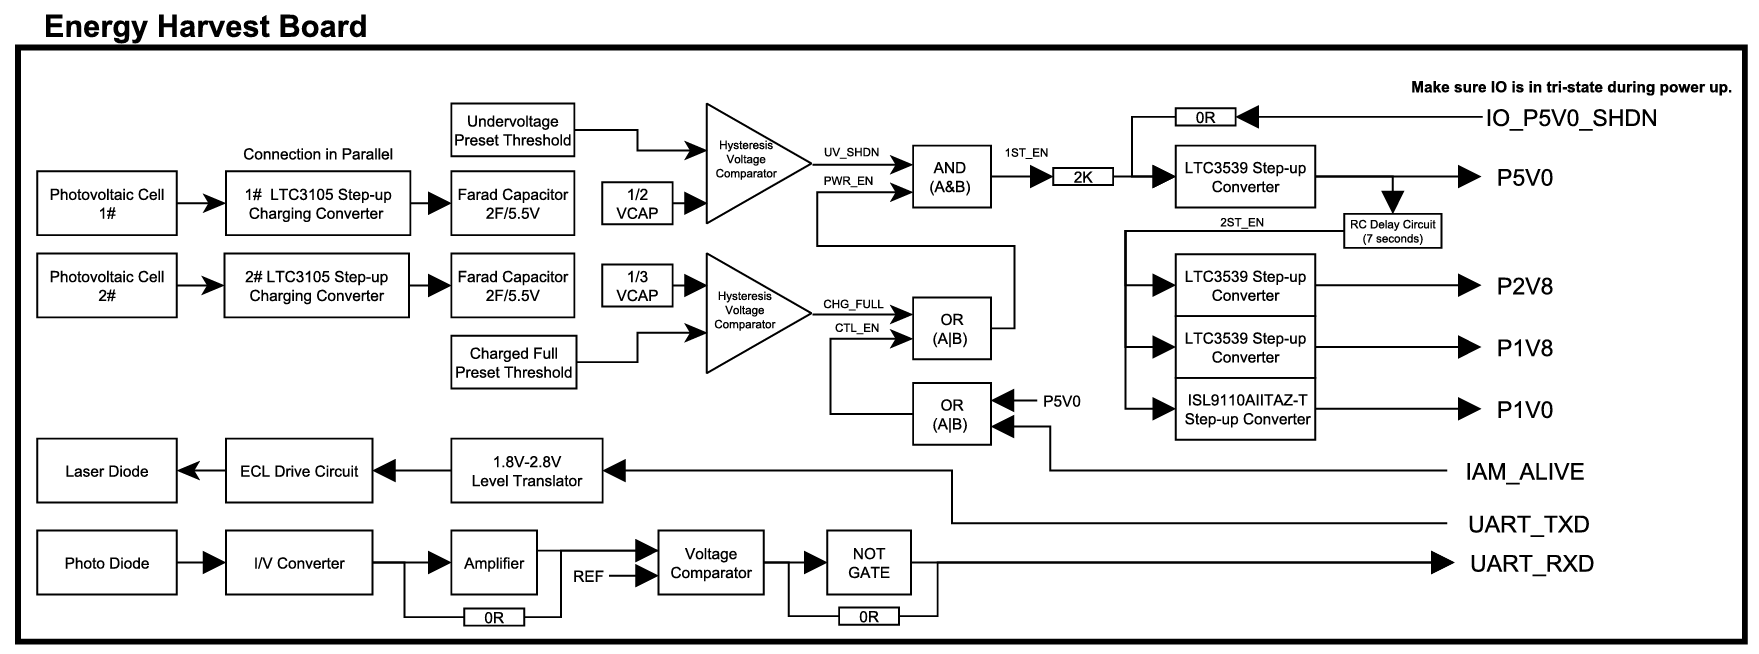 Energy Harvest Board
Make sure IO is in tri-state during power up.
IO_P5V0_SHDN
0R
Undervoltage
Preset Threshold
Connection in Parallel
Photovoltaic Cell
1#
1# LTC3105 Step-up
Charging Converter
Farad Capacitor
2F/5.5V
1/2
VCAP
Hysteresis
Voltage
Comparator
UV_SHDN
PWR_EN
AND
(A&B)
1ST_EN
2K
LTC3539 Step-up
Converter
P5V0
RC Delay Circuit
(7 seconds)
2ST_EN
Photovoltaic Cell
2#
2# LTC3105 Step-up
Charging Converter
Farad Capacitor
2F/5.5V
1/3
VCAP
Hysteresis
Voltage
Comparator
CHG_FULL
CTL_EN
OR
(A|B)
LTC3539 Step-up
Converter
P2V8
Charged Full
Preset Threshold
LTC3539 Step-up
Converter
P1V8
OR
(A|B)
P5V0
ISL9110AIITAZ-T
Step-up Converter
P1V0
Laser Diode
ECL Drive Circuit
1.8V-2.8V
Level Translator
IAM_ALIVE
UART_TXD
Photo Diode
I/V Converter
Amplifier
0R
REF
Voltage
Comparator
NOT
GATE
0R
UART_RXD